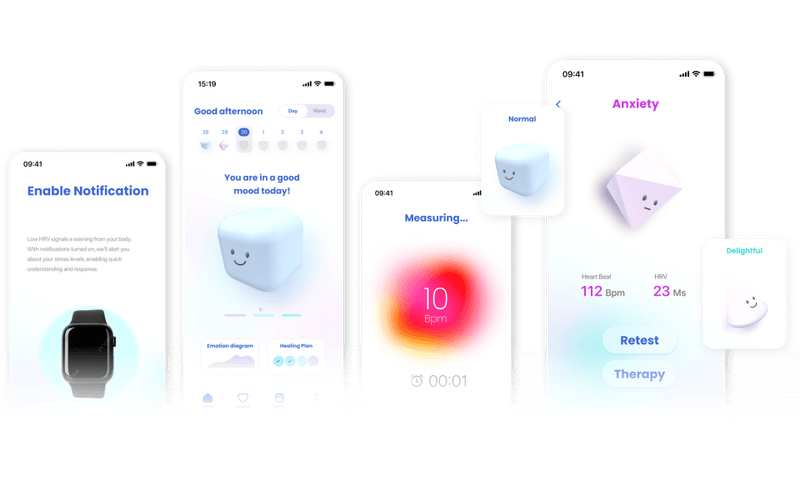 09:41
Enable Notification
Low HRV signals a warning from your body.
With notifications turned on, we'll alert you
about your stress levels, enabling quick
understanding and response.
15:19
Good afternoon
Day Week
28 29 30 1 2 3 4
You are in a good
mood today!
Emotion diagram
Healing Plan
09:41
Measuring...
10
Bpm
00:01
Normal
09:41
Anxiety
Heart Beat
112 Bpm
HRV
23 Ms
Retest
Therapy
Delightful